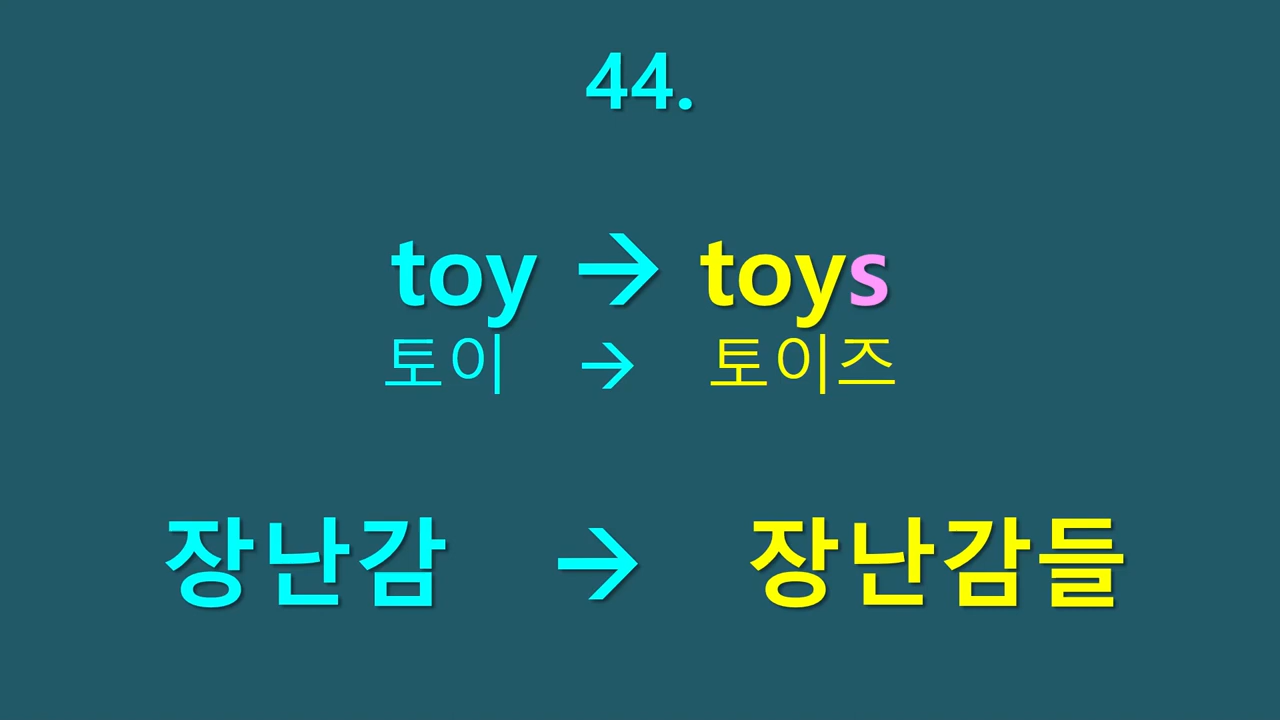 44.
toy → toys
토이 → 토이즈
장난감 → 장난감들